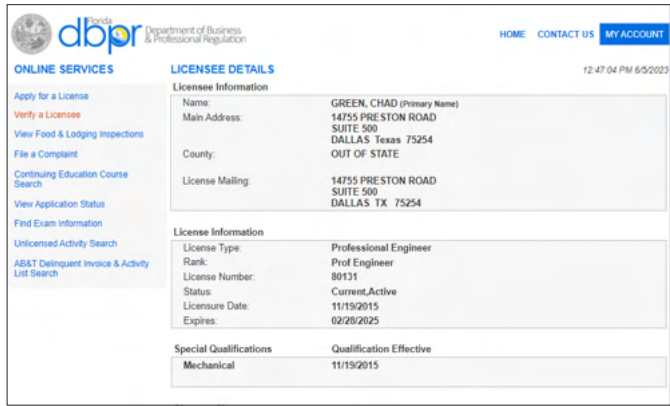 Florida
dbpr Department of Business
& Professional Regulation
HOME CONTACT US MY ACCOUNT
ONLINE SERVICES
Apply for a License
Verify a Licensee
View Food & Lodging Inspections
File a Complaint
Continuing Education Course
Search
View Application Status
Find Exam Information
Unlicensed Activity Search
AB&T Delinquent Invoice & Activity
List Search
LICENSEE DETAILS 12:47:04 PM 6/5/2023
Licensee Information
Name: GREEN, CHAD (Primary Name)
Main Address: 14755 PRESTON ROAD
SUITE 500
DALLAS Texas 75254
County: OUT OF STATE
License Mailing: 14755 PRESTON ROAD
SUITE 500
DALLAS TX 75254
License Information
License Type: Professional Engineer
Rank: Prof Engineer
License Number: 80131
Status: Current,Active
Licensure Date: 11/19/2015
Expires: 02/28/2025
Special Qualifications Qualification Effective
Mechanical 11/19/2015